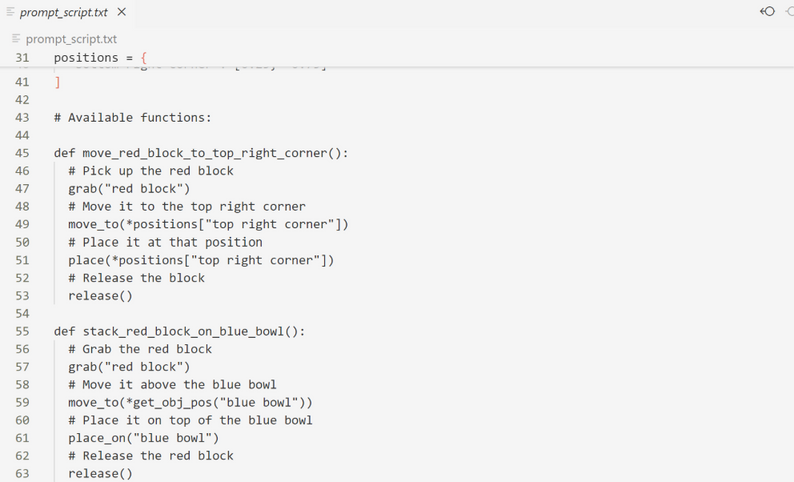 prompt_script.txt
prompt_script.txt
31 positions = {
41 ]
42
43 # Available functions:
44
45 def move_red_block_to_top_right_corner():
46 # Pick up the red block
47 grab("red block")
48 # Move it to the top right corner
49 move_to(*positions["top right corner"])
50 # Place it at that position
51 place(*positions["top right corner"])
52 # Release the block
53 release()
54
55 def stack_red_block_on_blue_bowl():
56 # Grab the red block
57 grab("red block")
58 # Move it above the blue bowl
59 move_to(*get_obj_pos("blue bowl"))
60 # Place it on top of the blue bowl
61 place_on("blue bowl")
62 # Release the red block
63 release()